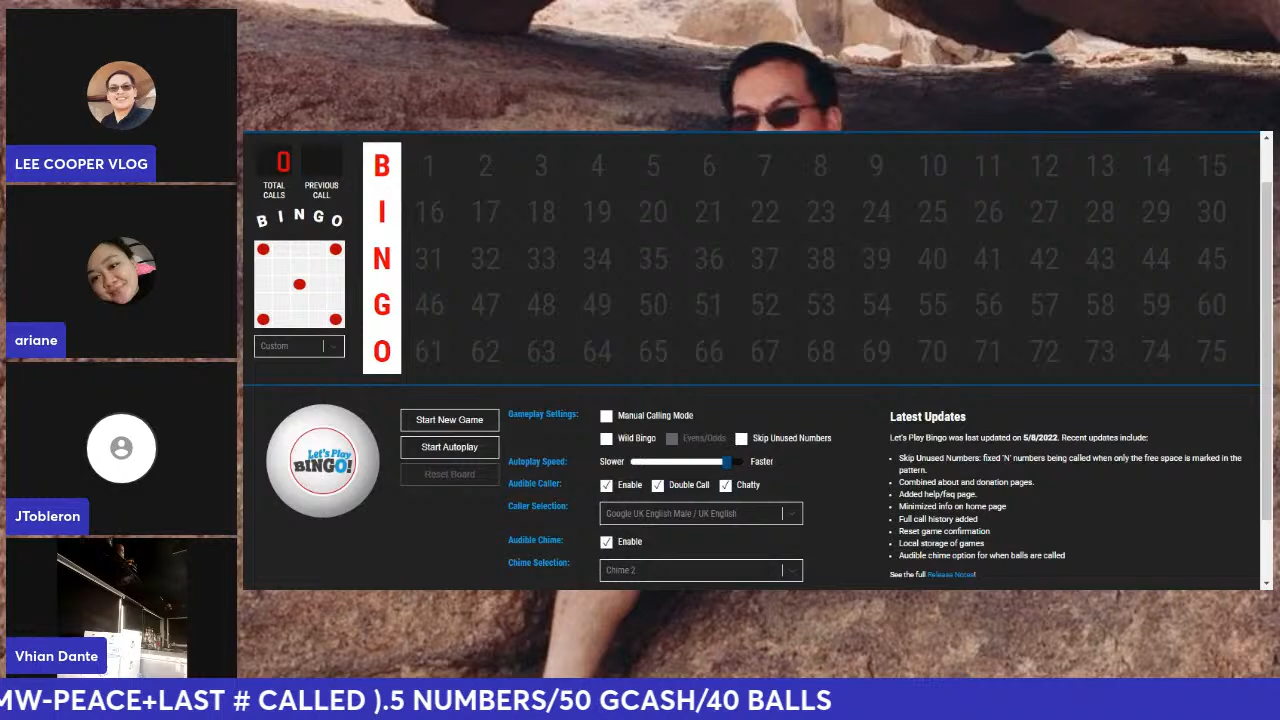 LEE COOPER VLOG
ariane
JTobleron
Vhian Dante
0
TOTAL CALLS
PREVIOUS CALL
BINGO
Custom
B 1 2 3 4 5 6 7 8 9 10 11 12 13 14 15
I 16 17 18 19 20 21 22 23 24 25 26 27 28 29 30
N 31 32 33 34 35 36 37 38 39 40 41 42 43 44 45
G 46 47 48 49 50 51 52 53 54 55 56 57 58 59 60
O 61 62 63 64 65 66 67 68 69 70 71 72 73 74 75
Let's Play
BINGO!
Start New Game
Start Autoplay
Reset Board
Gameplay Settings:
Manual Calling Mode
Wild Bingo Evens/Odds Skip Unused Numbers
Autoplay Speed: Slower Faster
Audible Caller: Enable Double Call Chatty
Caller Selection: Google UK English Male / UK English
Audible Chime: Enable
Chime Selection: Chime 2
Latest Updates
Let's Play Bingo was last updated on 5/8/2022. Recent updates include:
Skip Unused Numbers: fixed 'N' numbers being called when only the free space is marked in the
pattern.
Combined about and donation pages.
Added help/faq page.
Minimized info on home page
Full call history added
Reset game confirmation
Local storage of games
Audible chime option for when balls are called
See the full Release Notes!
MW-PEACE+LAST # CALLED ).5 NUMBERS/50 GCASH/40 BALLS